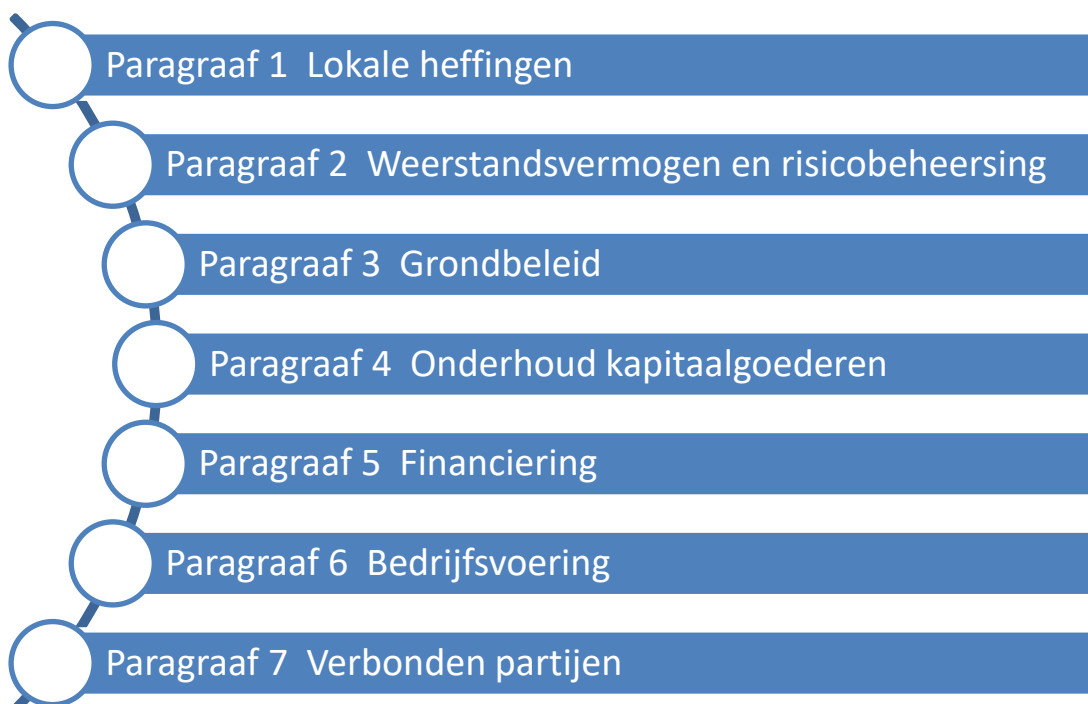 Paragraaf 1 Lokale heffingen
Paragraaf 2 Weerstandsvermogen en risicobeheersing
Paragraaf 3 Grondbeleid
Paragraaf 4 Onderhoud kapitaalgoederen
Paragraaf 5 Financiering
Paragraaf 6 Bedrijfsvoering
Paragraaf 7 Verbonden partijen